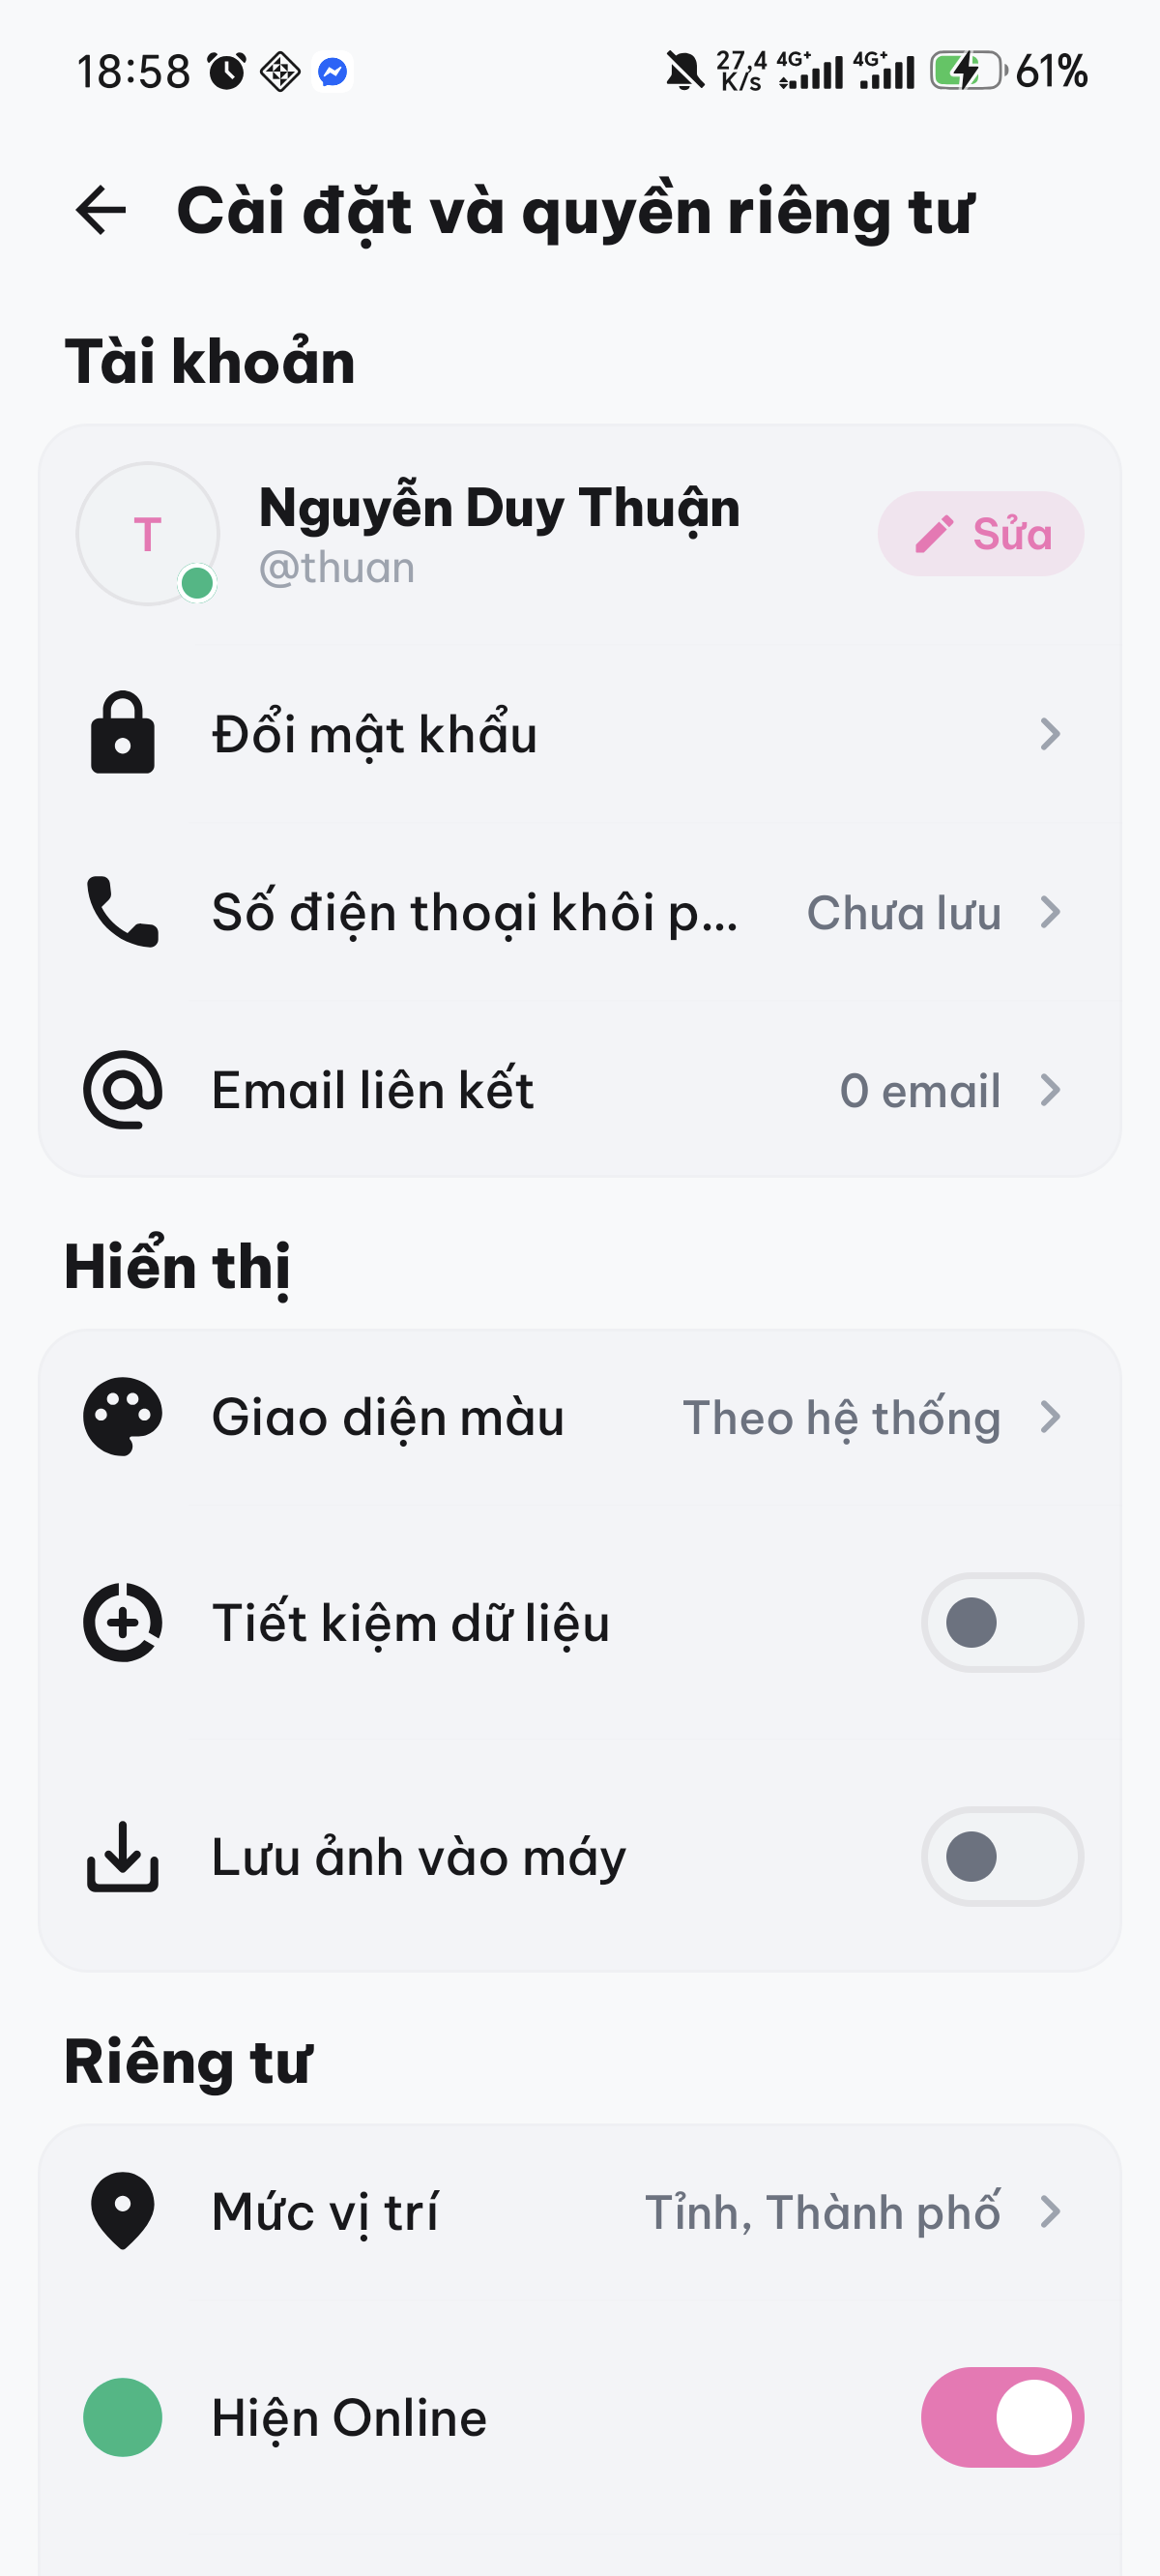 18:58
27,4 K/s 4G+ 4G+ 61%
Cài đặt và quyền riêng tư
Tài khoản
T
Nguyễn Duy Thuận
@thuan
Sửa
Đổi mật khẩu
Số điện thoại khôi p... Chưa lưu
Email liên kết 0 email
Hiển thị
Giao diện màu Theo hệ thống
Tiết kiệm dữ liệu
Lưu ảnh vào máy
Riêng tư
Mức vị trí Tỉnh, Thành phố
Hiện Online